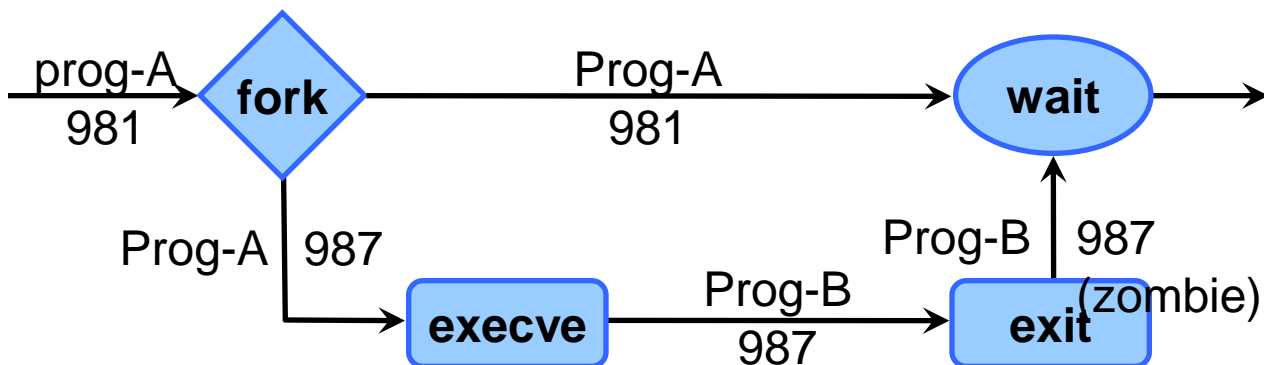 prog-A
981
fork
Prog-A
981
wait
Prog-A 987
execve
Prog-B
987
Prog-B 987
(zombie)
exit